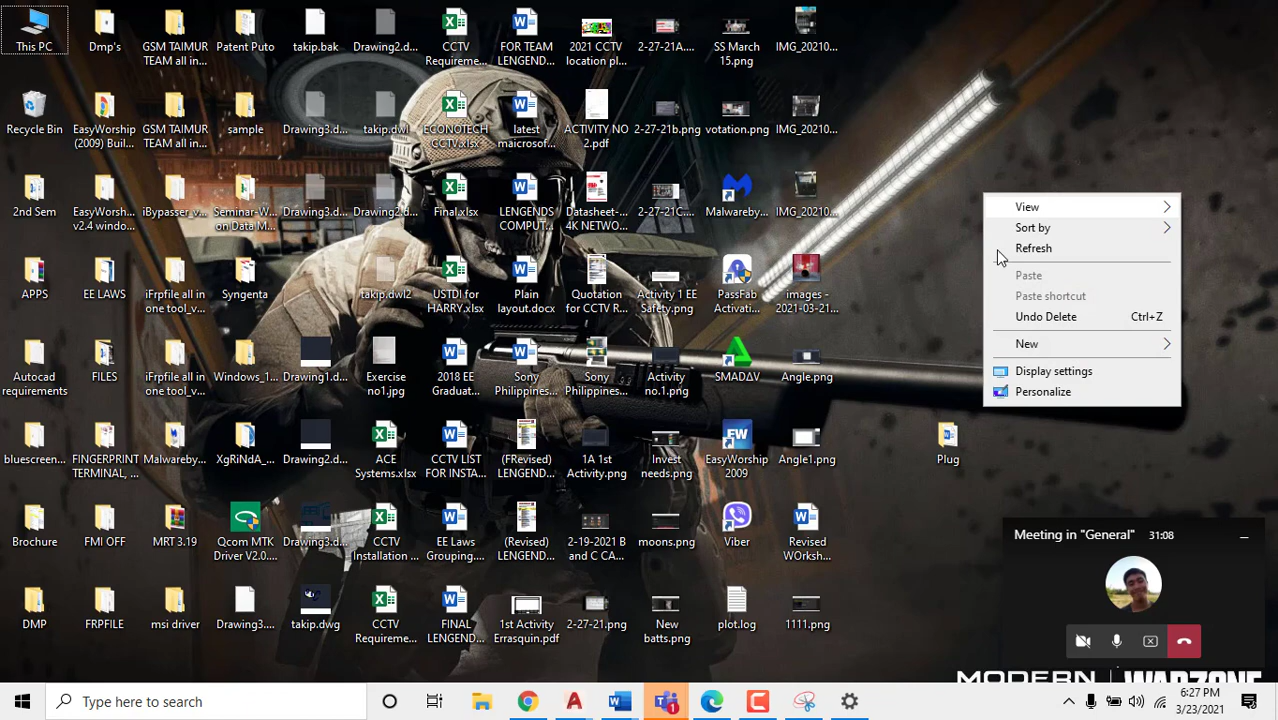 This PC
Dmp's
GSM TAIMUR TEAM all in...
Patent Puto
takip.bak
Drawing2.d...
CCTV Requireme...
FOR TEAM LENGEND...
2021 CCTV location pl...
2-27-21A....
SS March 15.png
IMG_20210...
Recycle Bin
EasyWorship (2009) Buil...
GSM TAIMUR TEAM all in...
sample
Drawing3.d...
takip.dwl
ECONOTECH CCTV.xlsx
latest maicrosof...
ACTIVITY NO 2.pdf
2-27-21b.png
votation.png
IMG_20210...
2nd Sem
EasyWorsh... v2.4 windo...
iBypasser_v...
Seminar-W... on Data M...
Drawing3.d...
Drawing2.d...
Final.xlsx
LENGENDS COMPUT...
Datasheet-... 4K NETWO...
2-27-21C....
Malwareby...
IMG_20210...
APPS
EE LAWS
iFrpfile all in one tool_v...
Syngenta
takip.dwl2
USTDI for HARRY.xlsx
Plain layout.docx
Quotation for CCTV R...
Activity 1 EE Safety.png
PassFab Activati...
images - 2021-03-21...
Autocad requirements
FILES
iFrpfile all in one tool_v...
Windows_1...
Drawing1.d...
Exercise no1.jpg
2018 EE Graduat...
Sony Philippines...
Sony Philippines...
Activity no.1.png
SMADΔV
Angle.png
bluescreen...
FINGERPRINT TERMINAL, ...
Malwareby...
XgRiNdA_...
Drawing2.d...
ACE Systems.xlsx
CCTV LIST FOR INSTA...
(FRevised) LENGEND...
1A 1st Activity.png
Invest needs.png
EasyWorship 2009
Angle1.png
Plug
Brochure
FMI OFF
MRT 3.19
Qcom MTK Driver V2.0....
Drawing3.d...
CCTV Installation ...
EE Laws Grouping....
(Revised) LENGEND...
2-19-2021 B and C CA...
moons.png
Viber
Revised WOrksh...
DMP
FRPFILE
msi driver
Drawing3....
takip.dwg
CCTV Requireme...
FINAL LENGEND...
1st Activity Errasquin.pdf
2-27-21.png
New batts.png
plot.log
1111.png
View
Sort by
Refresh
Paste
Paste shortcut
Undo Delete Ctrl+Z
New
Display settings
Personalize
Meeting in "General" 31:08
MODERN WARZONE
Type here to search
6:27 PM
3/23/2021